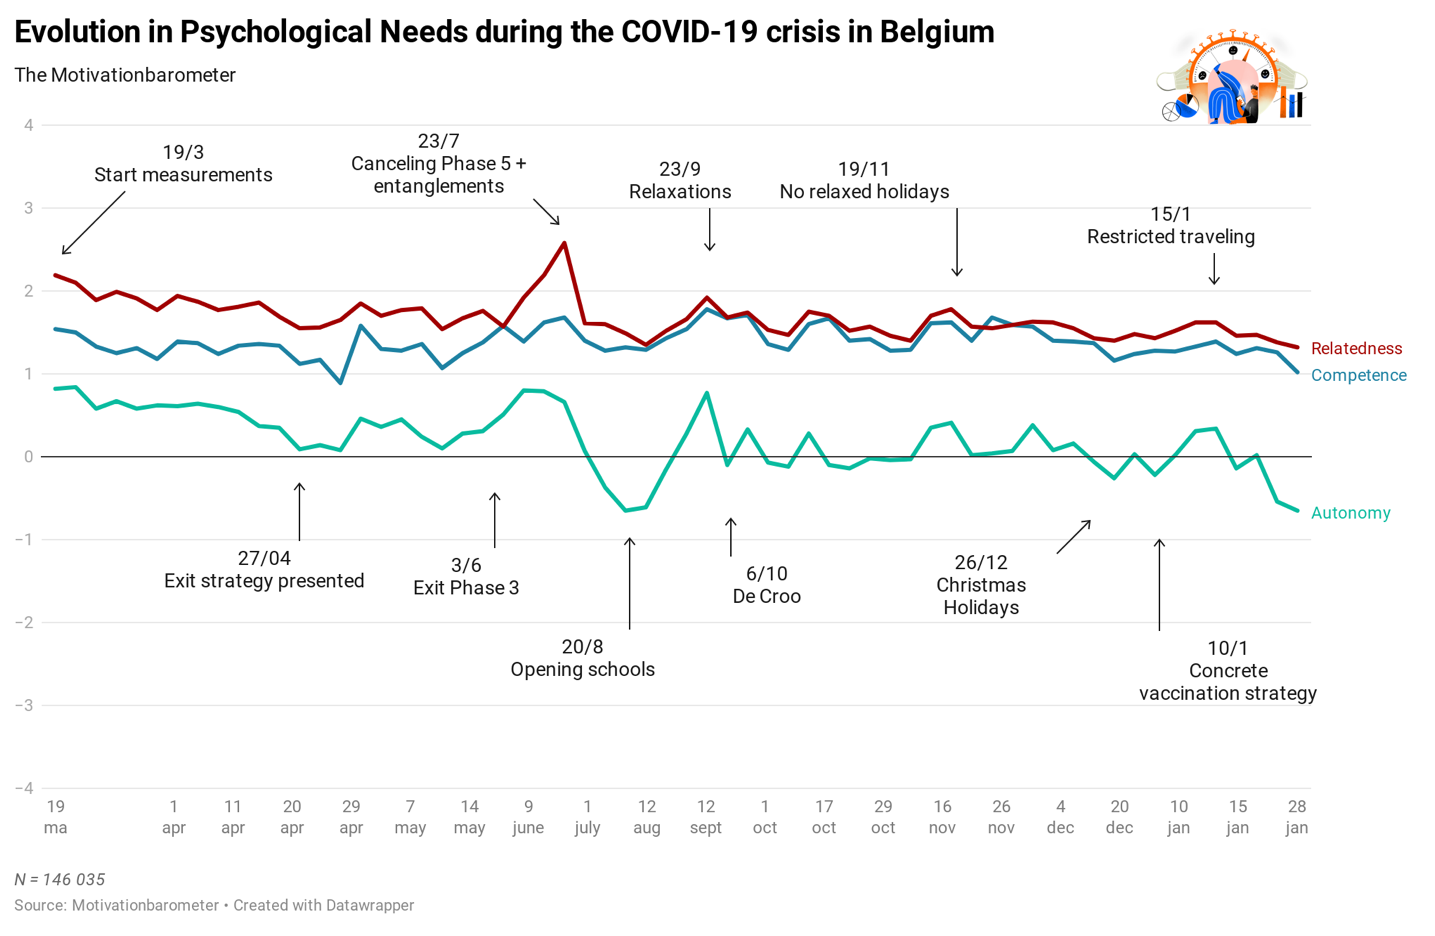 Evolution in Psychological Needs during the COVID-19 crisis in Belgium
The Motivationbarometer
4
3
2
1
0
−1
−2
−3
−4
19/3
Start measurements
23/7
Canceling Phase 5 +
entanglements
23/9
Relaxations
19/11
No relaxed holidays
15/1
Restricted traveling
Relatedness
Competence
Autonomy
27/04
Exit strategy presented
3/6
Exit Phase 3
20/8
Opening schools
6/10
De Croo
26/12
Christmas
Holidays
10/1
Concrete
vaccination strategy
19 1 11 20 29 7 14 9 1 12 12 1 17 29 16 26 4 20 10 15 28
ma apr apr apr apr may may june july aug sept oct oct oct nov nov dec dec jan jan jan
N = 146 035
Source: Motivationbarometer • Created with Datawrapper